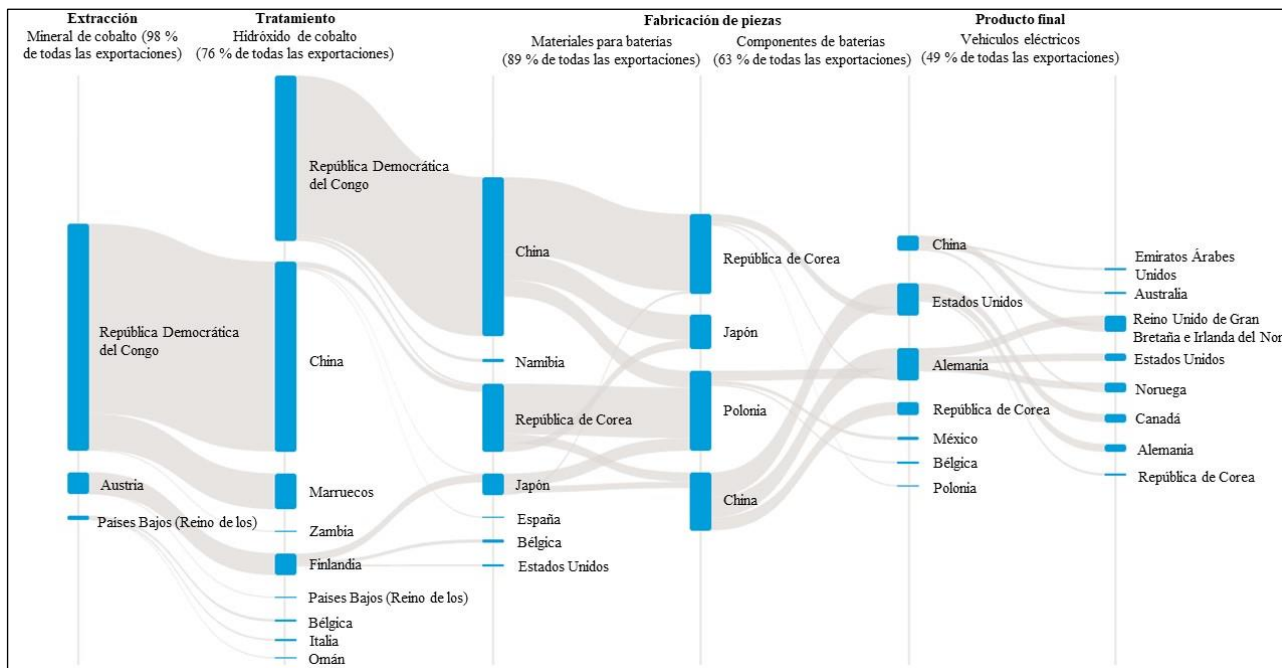 Extracción
Mineral de cobalto (98 %
de todas las exportaciones)
Tratamiento
Hidróxido de cobalto
(76 % de todas las exportaciones)
Fabricación de piezas
Materiales para baterías
(89 % de todas las exportaciones)
Componentes de baterías
(63 % de todas las exportaciones)
Producto final
Vehículos eléctricos
(49 % de todas las exportaciones)
República Democrática
del Congo
Austria
Países Bajos (Reino de los)
República Democrática
del Congo
China
Marruecos
Zambia
Finlandia
Países Bajos (Reino de los)
Bélgica
Italia
Omán
China
Namibia
República de Corea
Japón
España
Bélgica
Estados Unidos
República de Corea
Japón
Polonia
China
China
Estados Unidos
Alemania
República de Corea
México
Bélgica
Polonia
Emiratos Árabes
Unidos
Australia
Reino Unido de Gran
Bretaña e Irlanda del Nor
Estados Unidos
Noruega
Canadá
Alemania
República de Corea